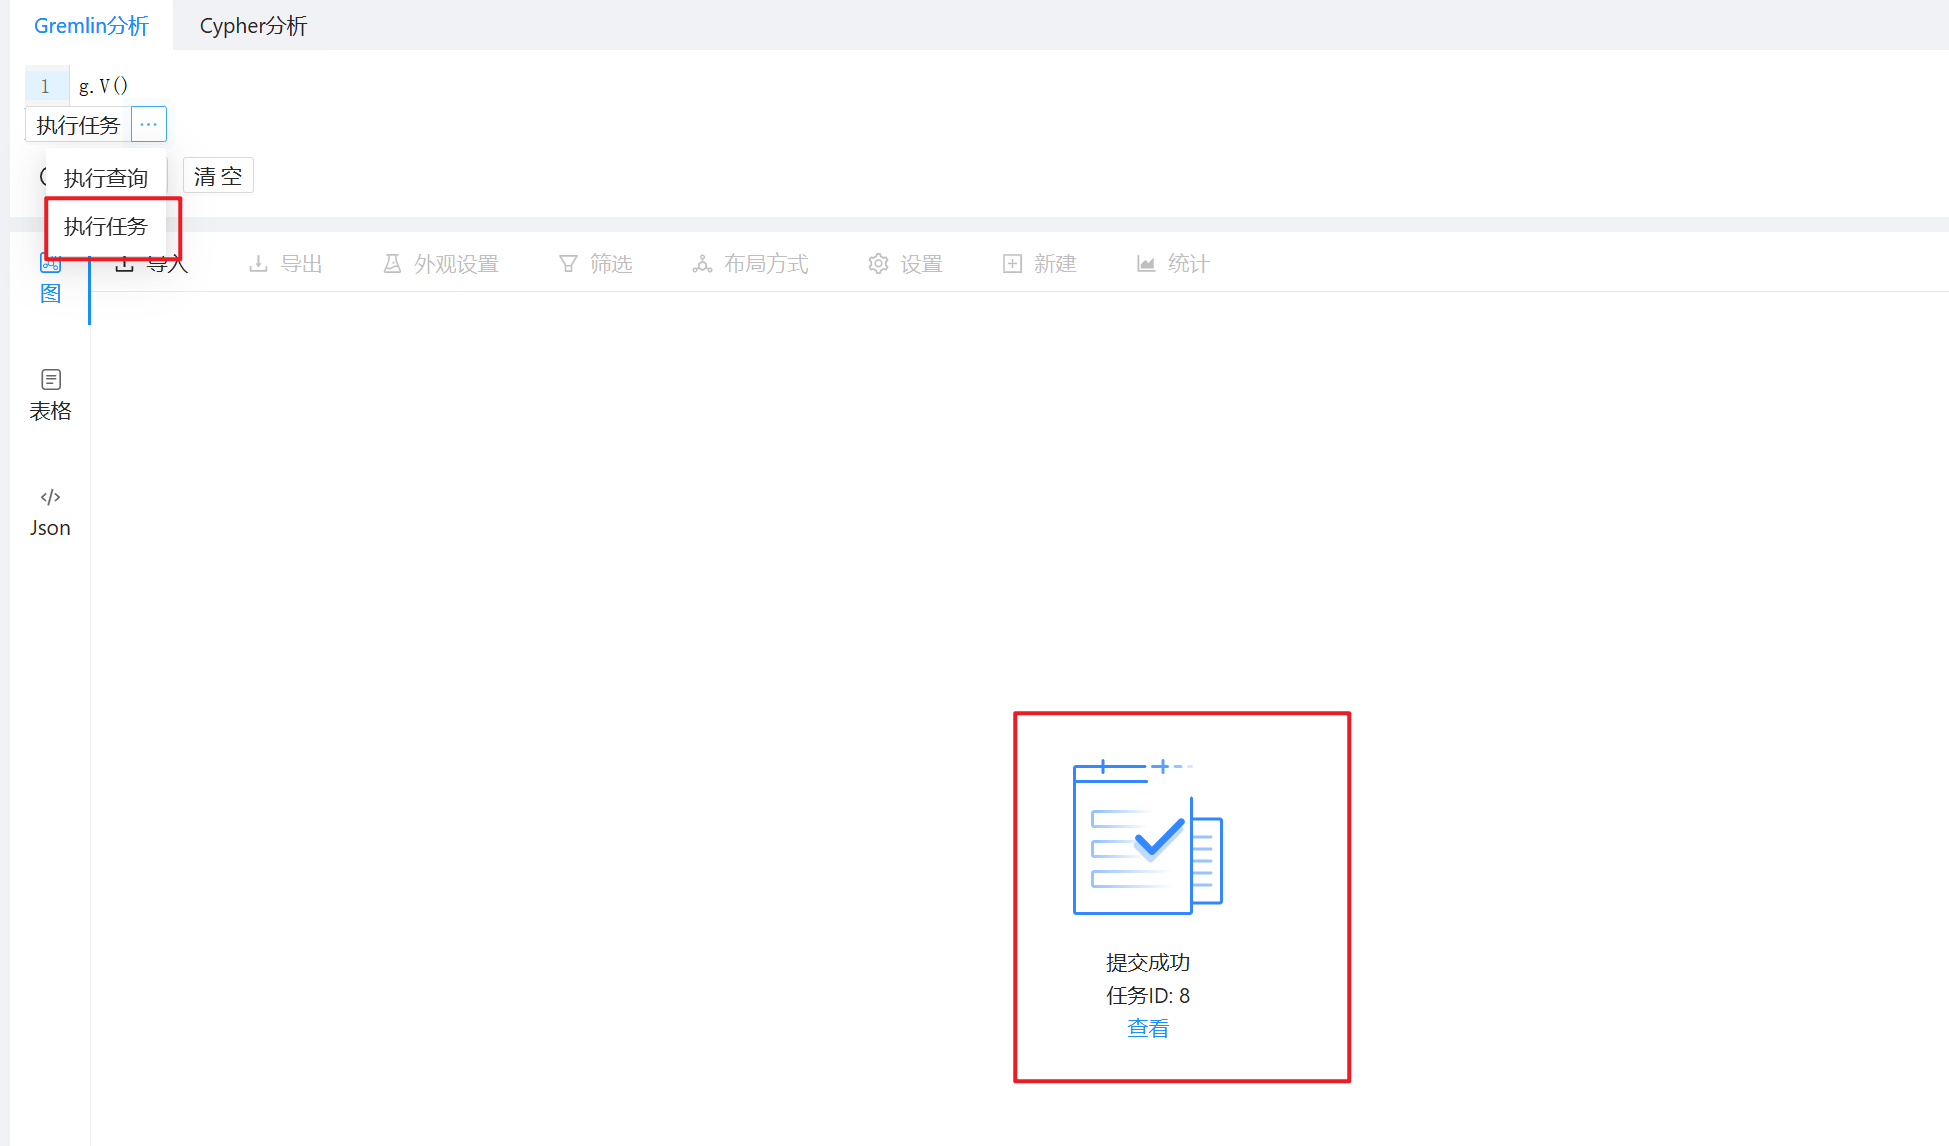 Gremlin分析
Cypher分析
1 g.V()
执行任务 ···
执行查询
清 空
执行任务
图
导入
导出
外观设置
筛选
布局方式
设置
新建
统计
表格
Json
提交成功
任务ID: 8
查看